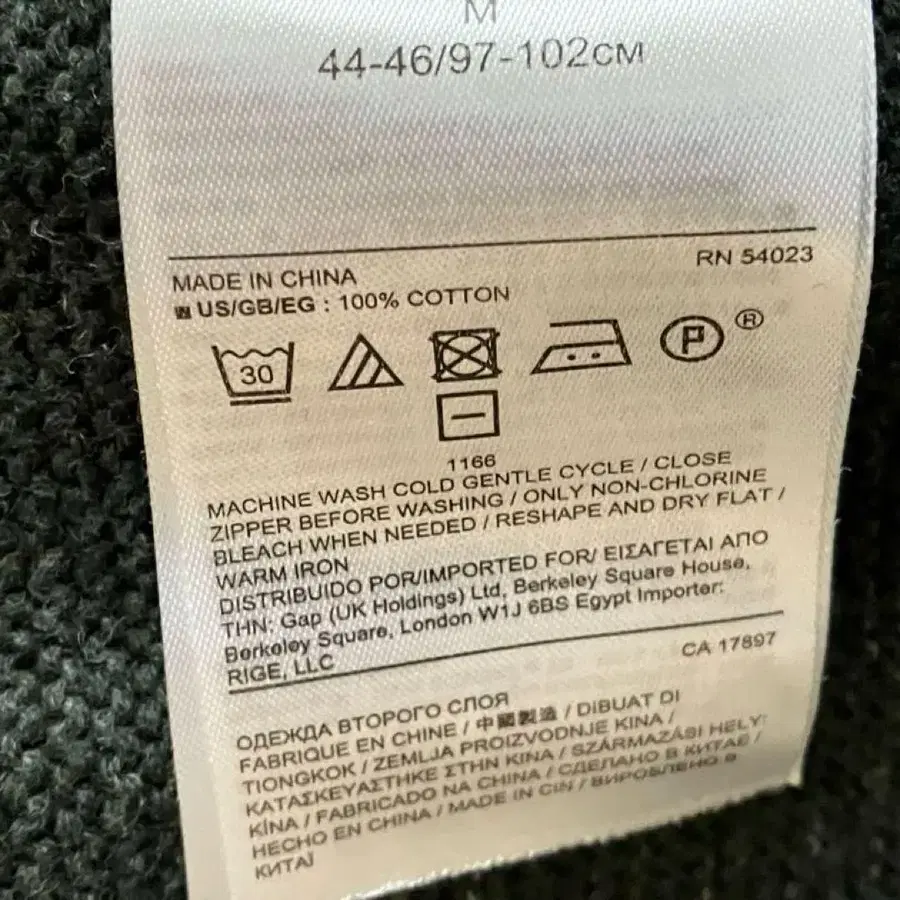 M
44-46/97-102CM
RN 54023
MADE IN CHINA
US/GB/EG : 100% COTTON
30
P ®
1166
MACHINE WASH COLD GENTLE CYCLE / CLOSE
ZIPPER BEFORE WASHING / ONLY NON-CHLORINE
BLEACH WHEN NEEDED / RESHAPE AND DRY FLAT /
WARM IRON
DISTRIBUIDO POR/IMPORTED FOR/ ΕΙΣΑΓΕΤΑΙ ΑΠΟ
ΤΗΝ: Gap (UK Holdings) Ltd, Berkeley Square House,
Berkeley Square, London W1J 6BS Egypt Importer:
RIGE, LLC
CA 17897
ОДЕЖДА ВТОРОГО СЛОЯ
FABRIQUE EN CHINE / 中國製造 / DIBUAT DI
TIONGKOK / ZEMLJA PROIZVODNJE KINA /
ΚΑΤΑΣΚΕΥΑΣΤΗΚΕ ΣΤΗΝ ΚΙΝΑ / SZÁRMAZÁSI HELY:
KÍNA / FABRICADO NA CHINA / СДЕЛАНО В КИТАЕ /
HECHO EN CHINA / MADE IN CIN / ВИРОБЛЕНО В
КИТАЇ